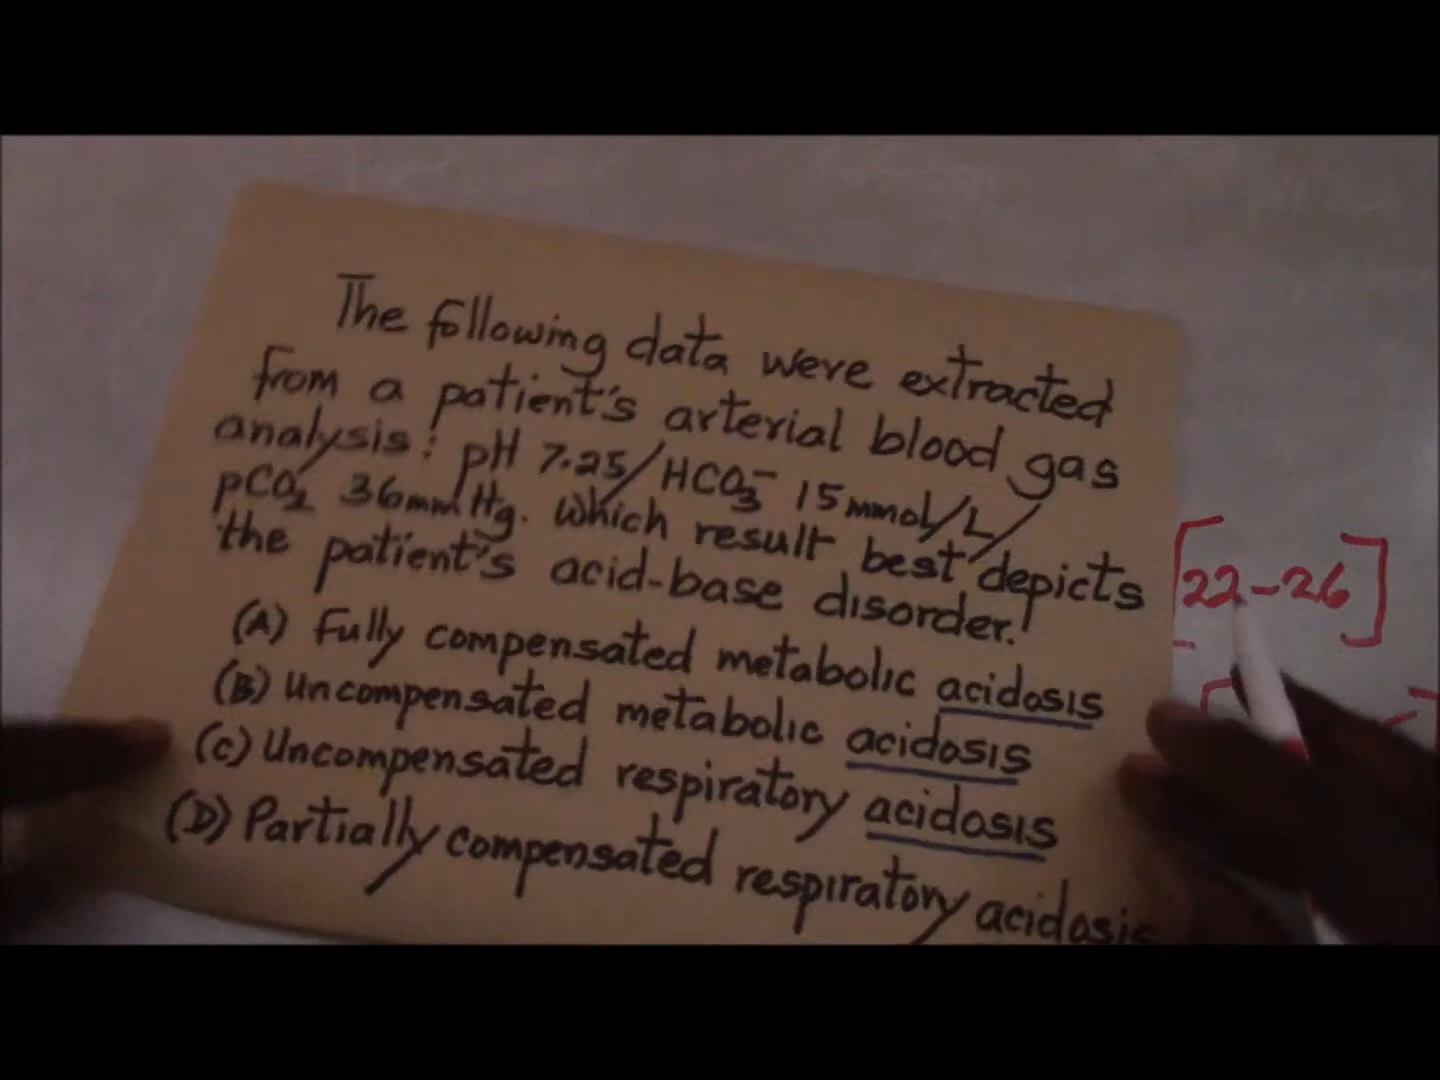 The following data were extracted
from a patient's arterial blood gas
analysis: pH 7.25/HCO3- 15mmol/L/
pCO2 36mmHg. Which result best depicts
the patient's acid-base disorder?
(A) Fully compensated metabolic acidosis
(B) Uncompensated metabolic acidosis
(C) Uncompensated respiratory acidosis
(D) Partially compensated respiratory acidosis
[22-26]